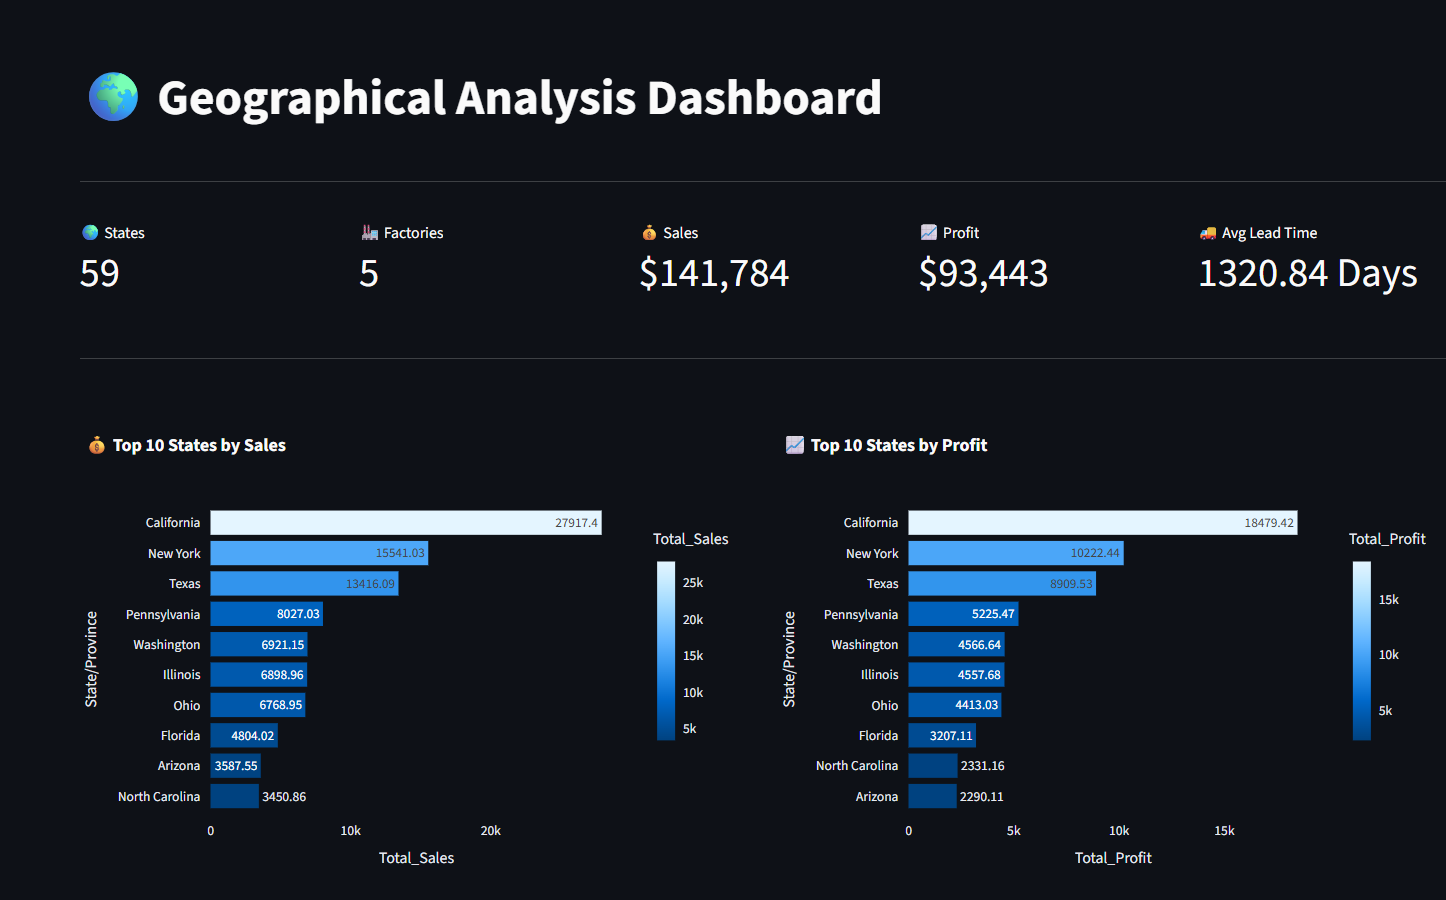 🌍 Geographical Analysis Dashboard
🌍 States
59
🏭 Factories
5
💰 Sales
$141,784
📈 Profit
$93,443
🚚 Avg Lead Time
1320.84 Days
💰 Top 10 States by Sales
State/Province
California 27917.4
New York 15541.03
Texas 13416.09
Pennsylvania 8027.03
Washington 6921.15
Illinois 6898.96
Ohio 6768.95
Florida 4804.02
Arizona 3587.55
North Carolina 3450.86
0 10k 20k
Total_Sales
Total_Sales
25k
20k
15k
10k
5k
📈 Top 10 States by Profit
State/Province
California 18479.42
New York 10222.44
Texas 8909.53
Pennsylvania 5225.47
Washington 4566.64
Illinois 4557.68
Ohio 4413.03
Florida 3207.11
North Carolina 2331.16
Arizona 2290.11
0 5k 10k 15k
Total_Profit
Total_Profit
15k
10k
5k